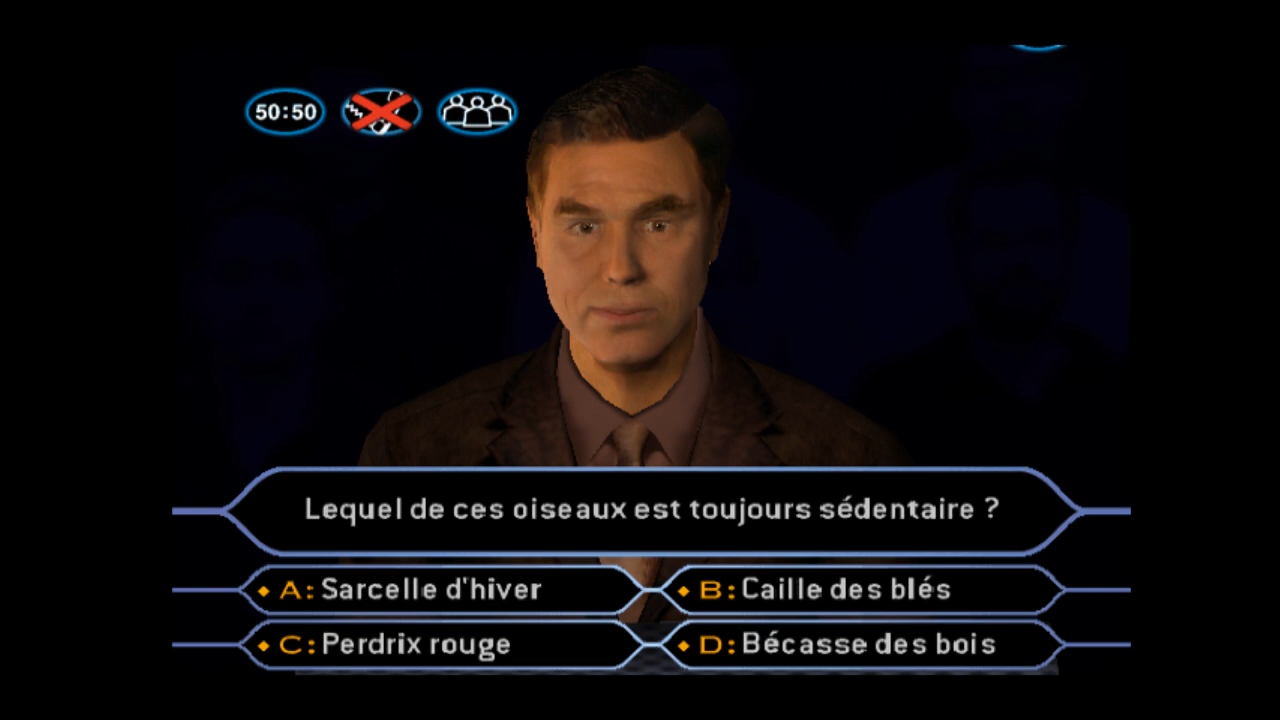 50:50
Lequel de ces oiseaux est toujours sédentaire ?
A: Sarcelle d'hiver
B: Caille des blés
C: Perdrix rouge
D: Bécasse des bois